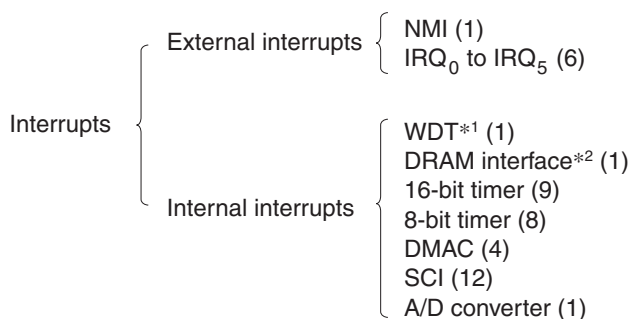 External interrupts
NMI (1)
IRQ₀ to IRQ₅ (6)
Interrupts
Internal interrupts
WDT*¹ (1)
DRAM interface*² (1)
16-bit timer (9)
8-bit timer (8)
DMAC (4)
SCI (12)
A/D converter (1)